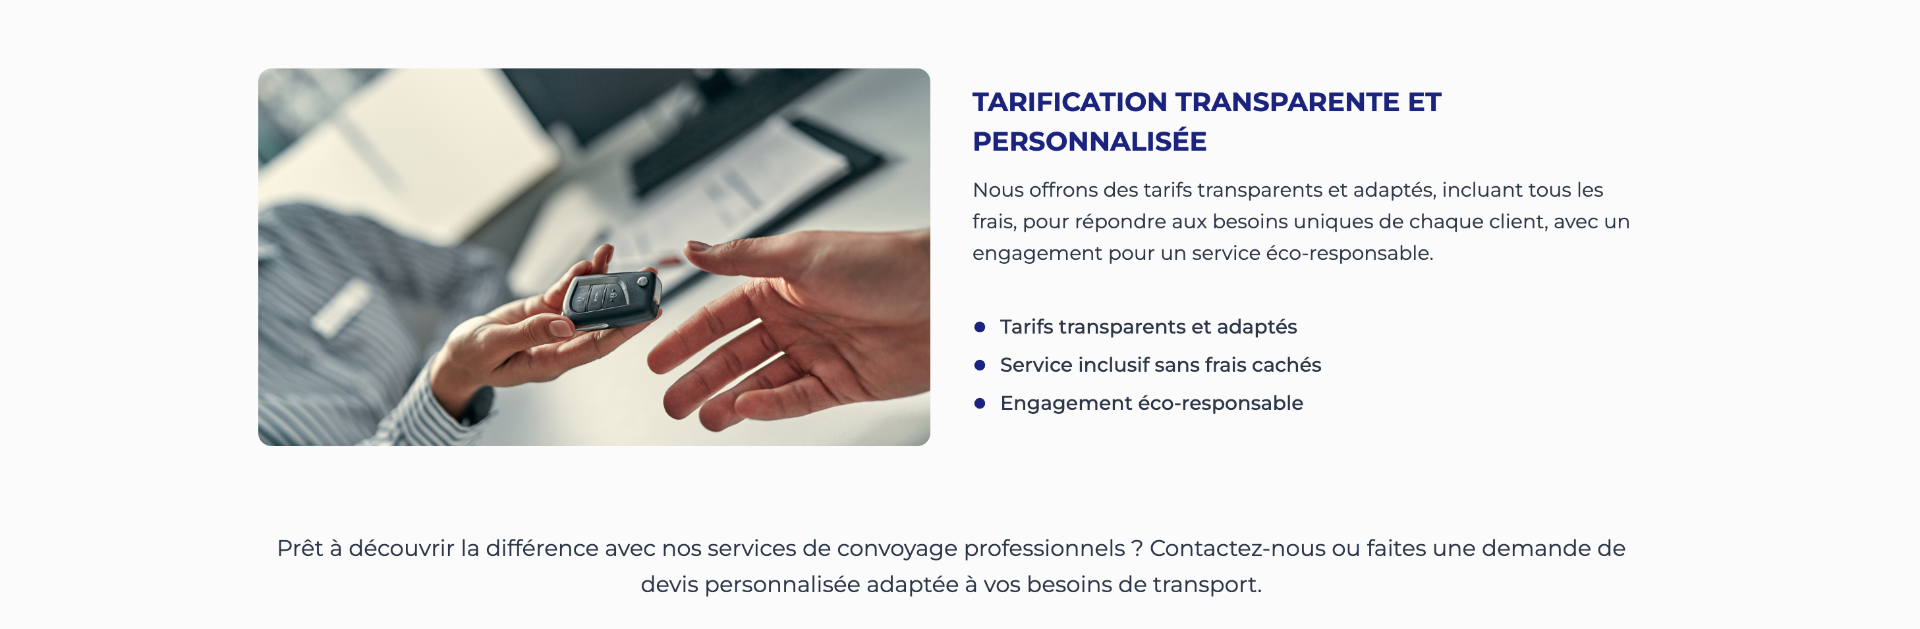 TARIFICATION TRANSPARENTE ET
PERSONNALISÉE
Nous offrons des tarifs transparents et adaptés, incluant tous les
frais, pour répondre aux besoins uniques de chaque client, avec un
engagement pour un service éco-responsable.
Tarifs transparents et adaptés
Service inclusif sans frais cachés
Engagement éco-responsable
Prêt à découvrir la différence avec nos services de convoyage professionnels ? Contactez-nous ou faites une demande de
devis personnalisée adaptée à vos besoins de transport.